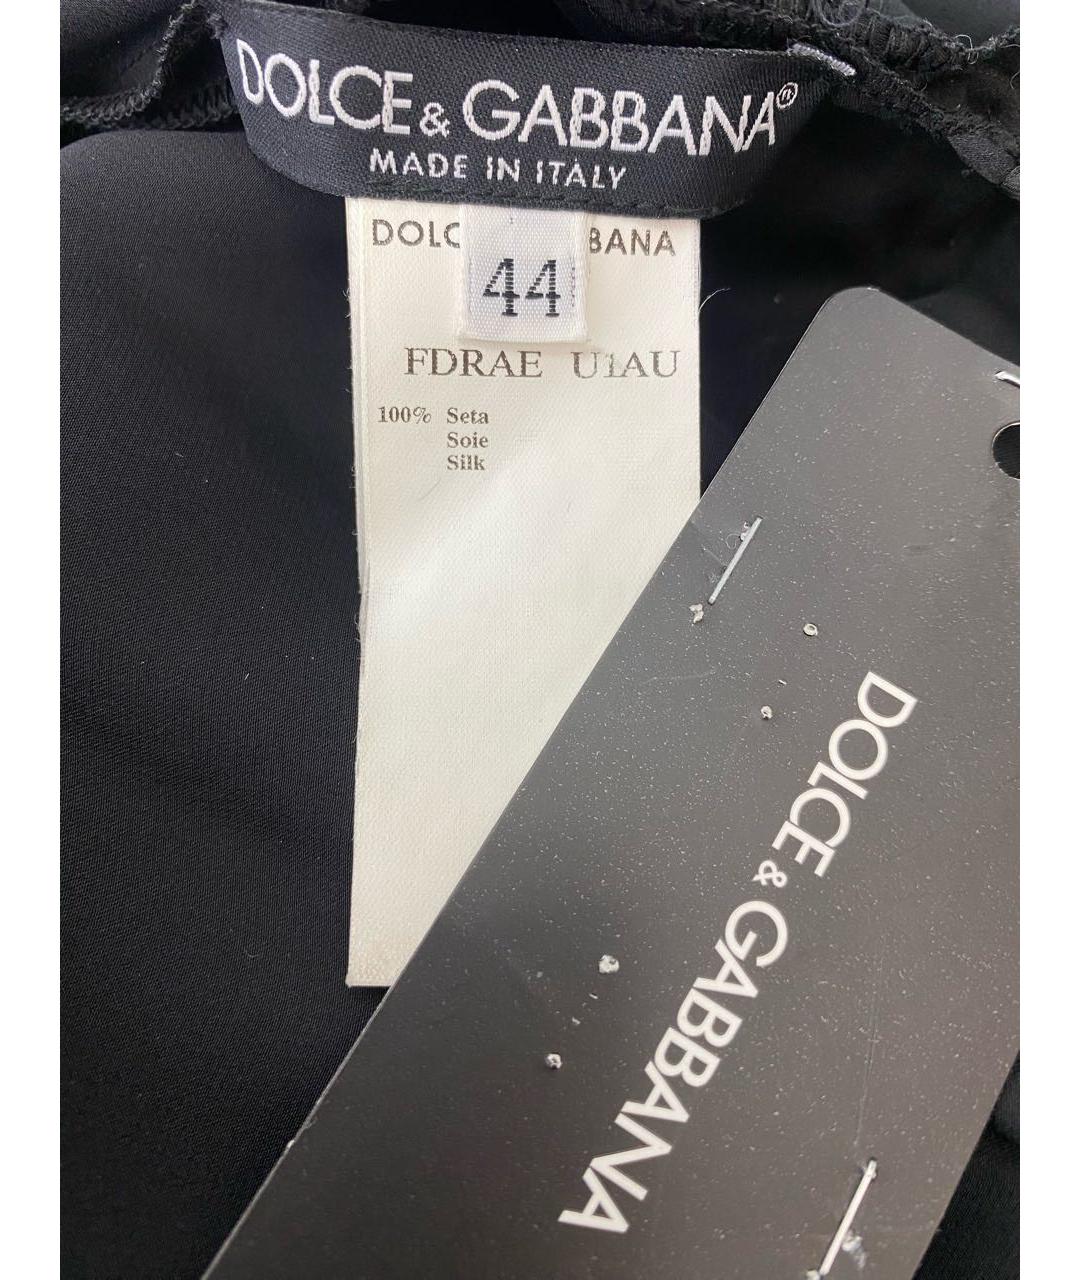 DOLCE & GABBANA®
MADE IN ITALY
DOLC BANA
44
FDRAE U1AU
100% Seta
Soie
Silk
DOLCE & GABBANA